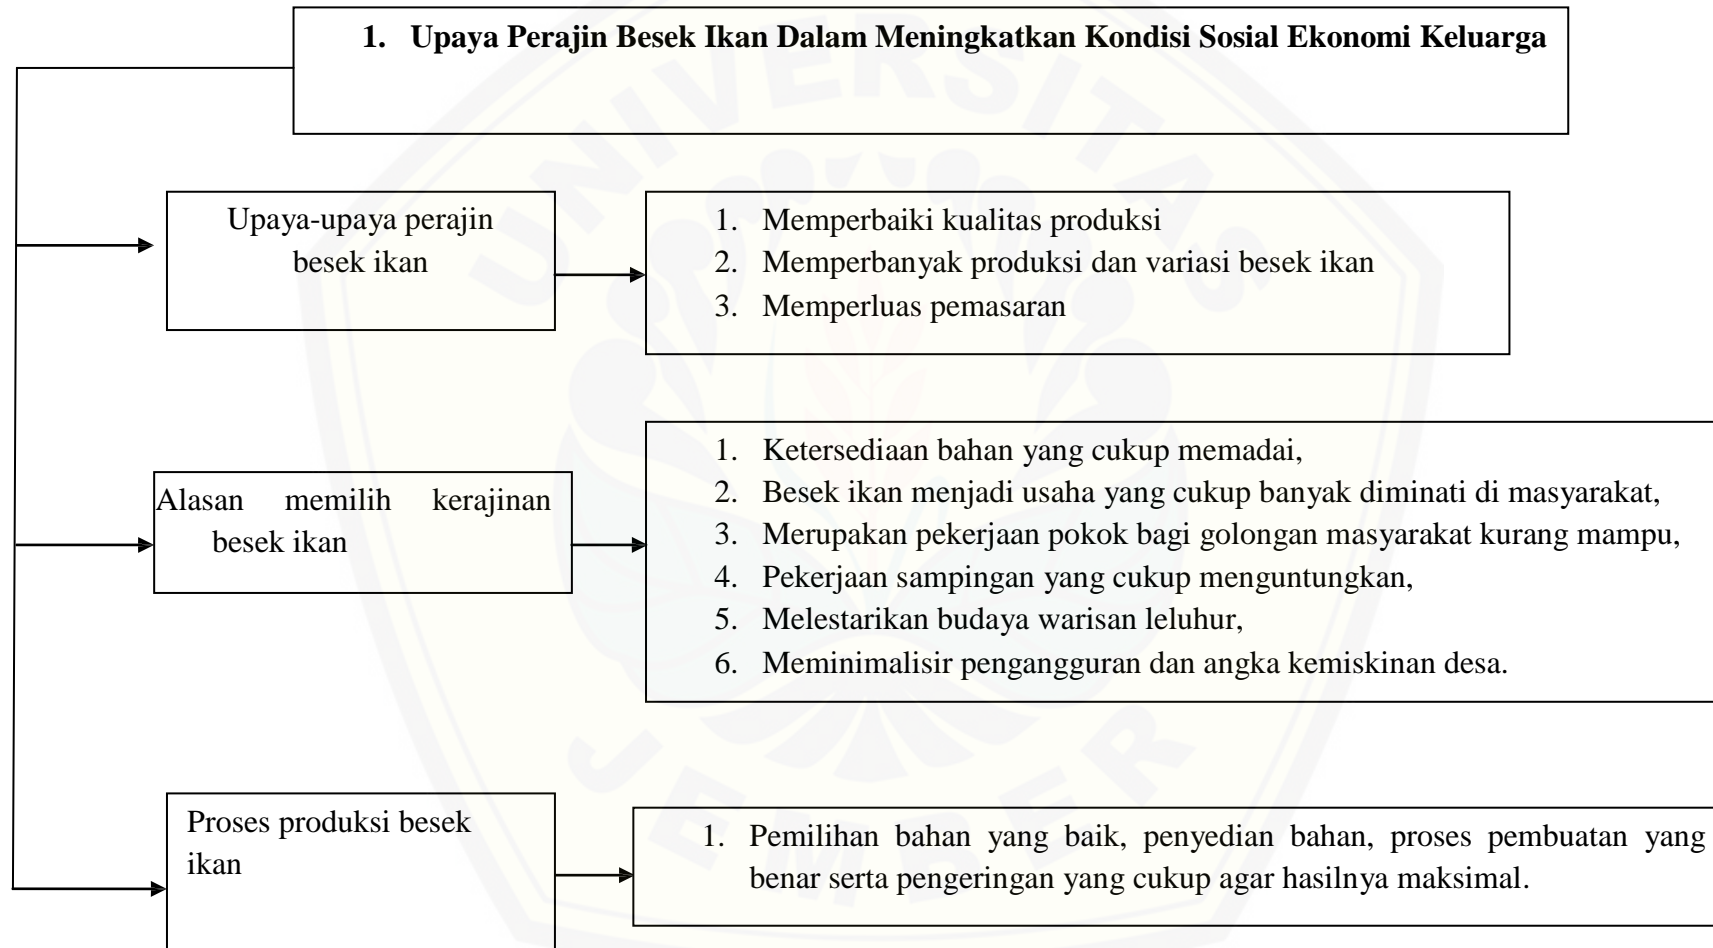 1. Upaya Perajin Besek Ikan Dalam Meningkatkan Kondisi Sosial Ekonomi Keluarga
Upaya-upaya perajin
besek ikan
1. Memperbaiki kualitas produksi
2. Memperbanyak produksi dan variasi besek ikan
3. Memperluas pemasaran
Alasan memilih kerajinan
besek ikan
1. Ketersediaan bahan yang cukup memadai,
2. Besek ikan menjadi usaha yang cukup banyak diminati di masyarakat,
3. Merupakan pekerjaan pokok bagi golongan masyarakat kurang mampu,
4. Pekerjaan sampingan yang cukup menguntungkan,
5. Melestarikan budaya warisan leluhur,
6. Meminimalisir pengangguran dan angka kemiskinan desa.
Proses produksi besek
ikan
1. Pemilihan bahan yang baik, penyedian bahan, proses pembuatan yang
benar serta pengeringan yang cukup agar hasilnya maksimal.
UNIVERSITAS
JEMBER